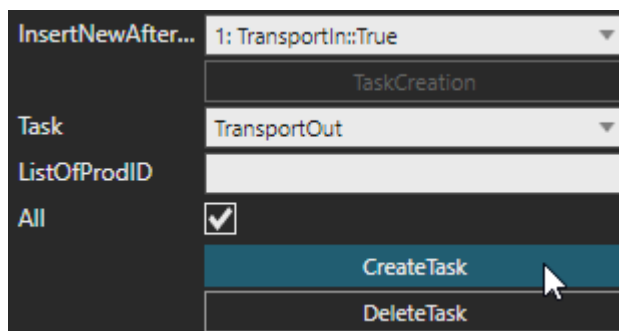 InsertNewAfter... 1: TransportIn::True
TaskCreation
Task TransportOut
ListOfProdID
All
CreateTask
DeleteTask